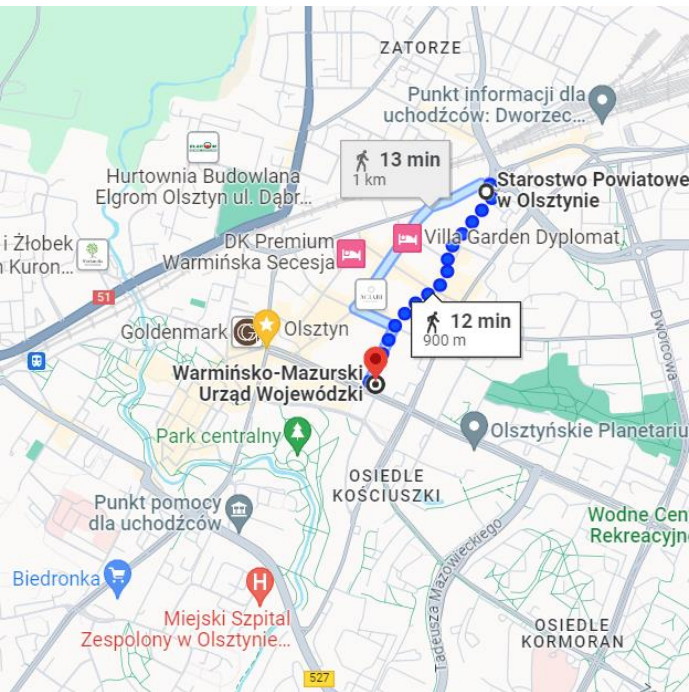 ZATORZE
Punkt informacji dla
uchodźców: Dworzec...
13 min
1 km
Hurtownia Budowlana
Elgrom Olsztyn ul. Dąbr...
Starostwo Powiatowe
w Olsztynie
i Żłobek
n Kuron...
DK Premium
Warmińska Secesja
Villa Garden Dyplomat
51
Goldenmark
Olsztyn
12 min
900 m
Dworcowa
Warmińsko-Mazurski
Urząd Wojewódzki
Park centralny
Olsztyńskie Planetariu
OSIEDLE
KOŚCIUSZKI
Punkt pomocy
dla uchodźców
Wodne Cen
Rekreacyjn
Tadeusza Mazowieckiego
Biedronka
H
Miejski Szpital
Zespolony w Olsztynie...
OSIEDLE
KORMORAN
527